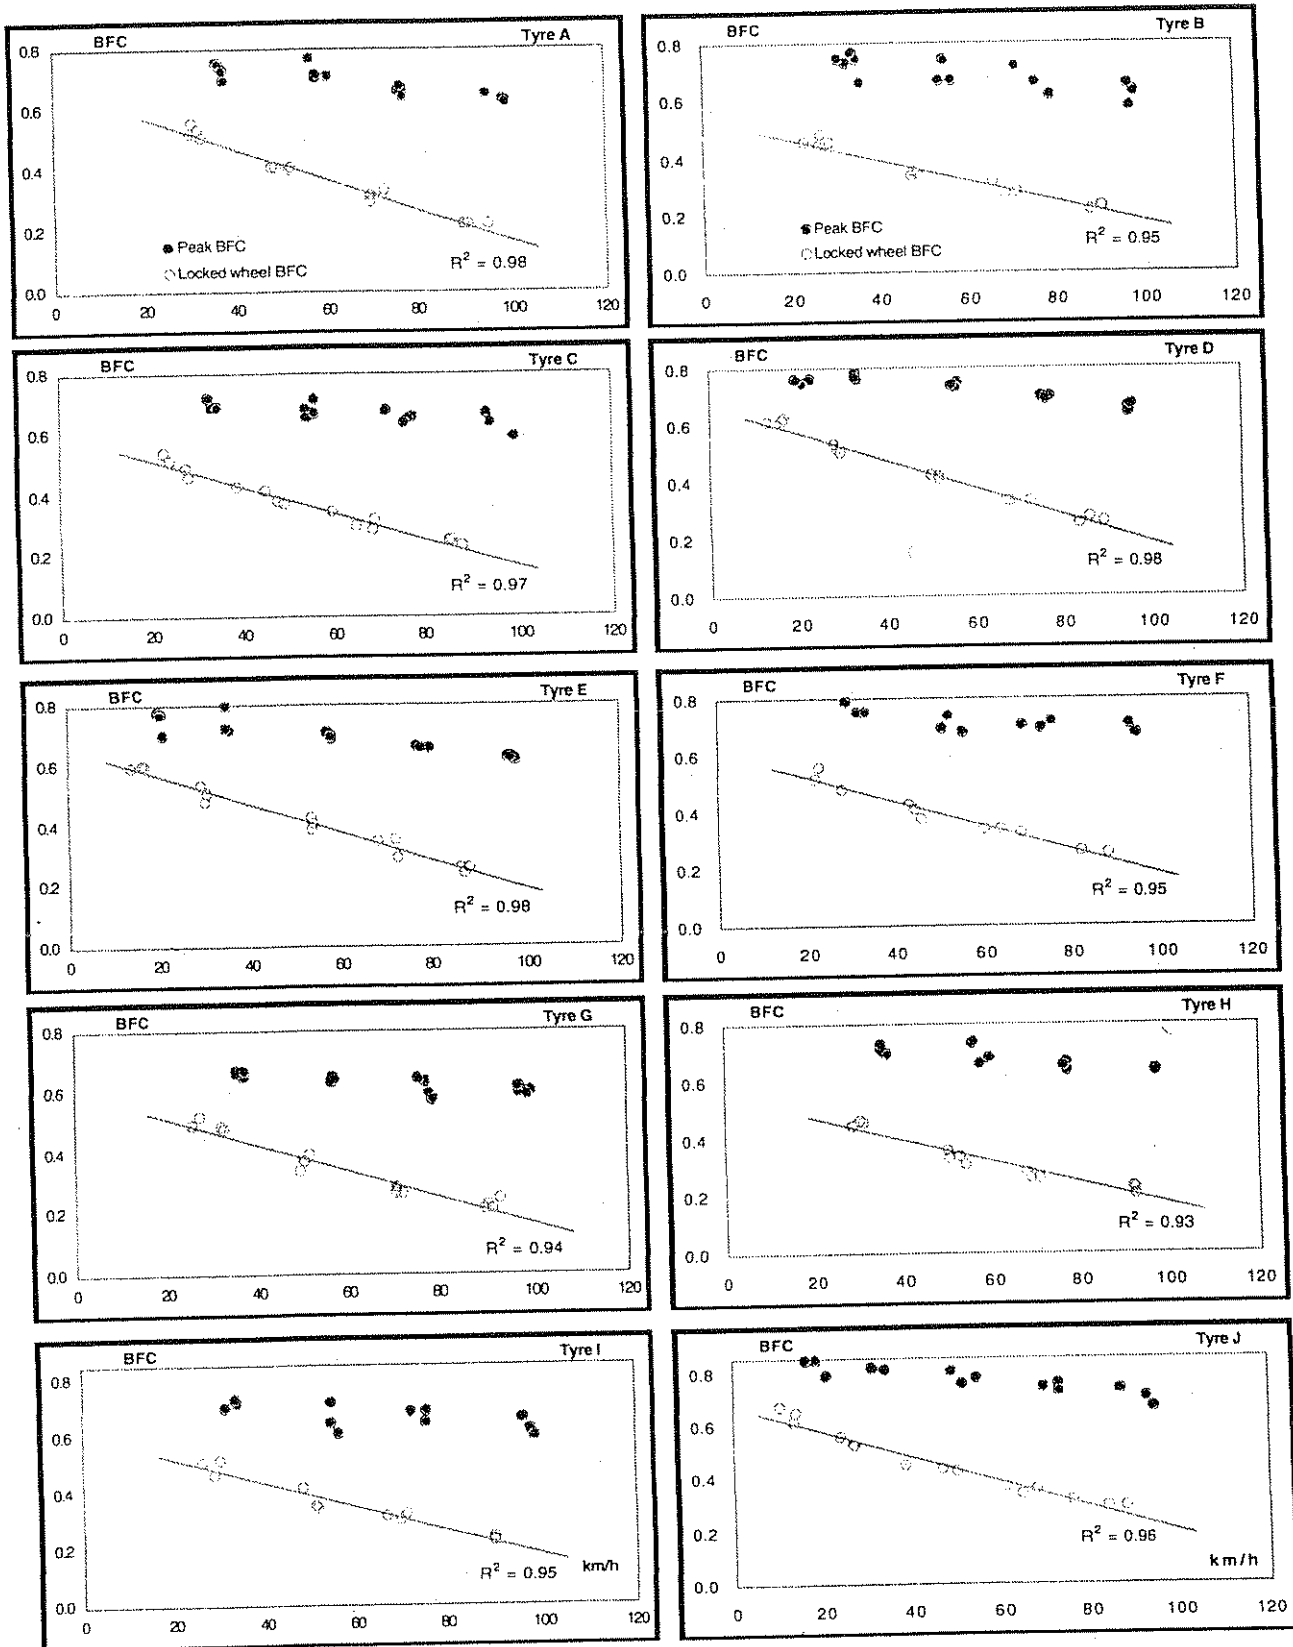 BFC Tyre A
0.8
0.6
0.4
0.2
0.0
Peak BFC
Locked wheel BFC
R² = 0.98
0 20 40 60 80 100 120
BFC Tyre B
0.8
0.6
0.4
0.2
0.0
Peak BFC
Locked wheel BFC
R² = 0.95
0 20 40 60 80 100 120
BFC Tyre C
0.8
0.6
0.4
0.2
0.0
R² = 0.97
0 20 40 60 80 100 120
BFC Tyre D
0.8
0.6
0.4
0.2
0.0
R² = 0.98
0 20 40 60 80 100 120
BFC Tyre E
0.8
0.6
0.4
0.2
0.0
R² = 0.98
0 20 40 60 80 100 120
BFC Tyre F
0.8
0.6
0.4
0.2
0.0
R² = 0.95
0 20 40 60 80 100 120
BFC Tyre G
0.8
0.6
0.4
0.2
0.0
R² = 0.94
0 20 40 60 80 100 120
BFC Tyre H
0.8
0.6
0.4
0.2
0.0
R² = 0.93
0 20 40 60 80 100 120
BFC Tyre I
0.8
0.6
0.4
0.2
0.0
R² = 0.95 km/h
0 20 40 60 80 100 120
BFC Tyre J
0.8
0.6
0.4
0.2
0.0
R² = 0.96
km/h
0 20 40 60 80 100 120